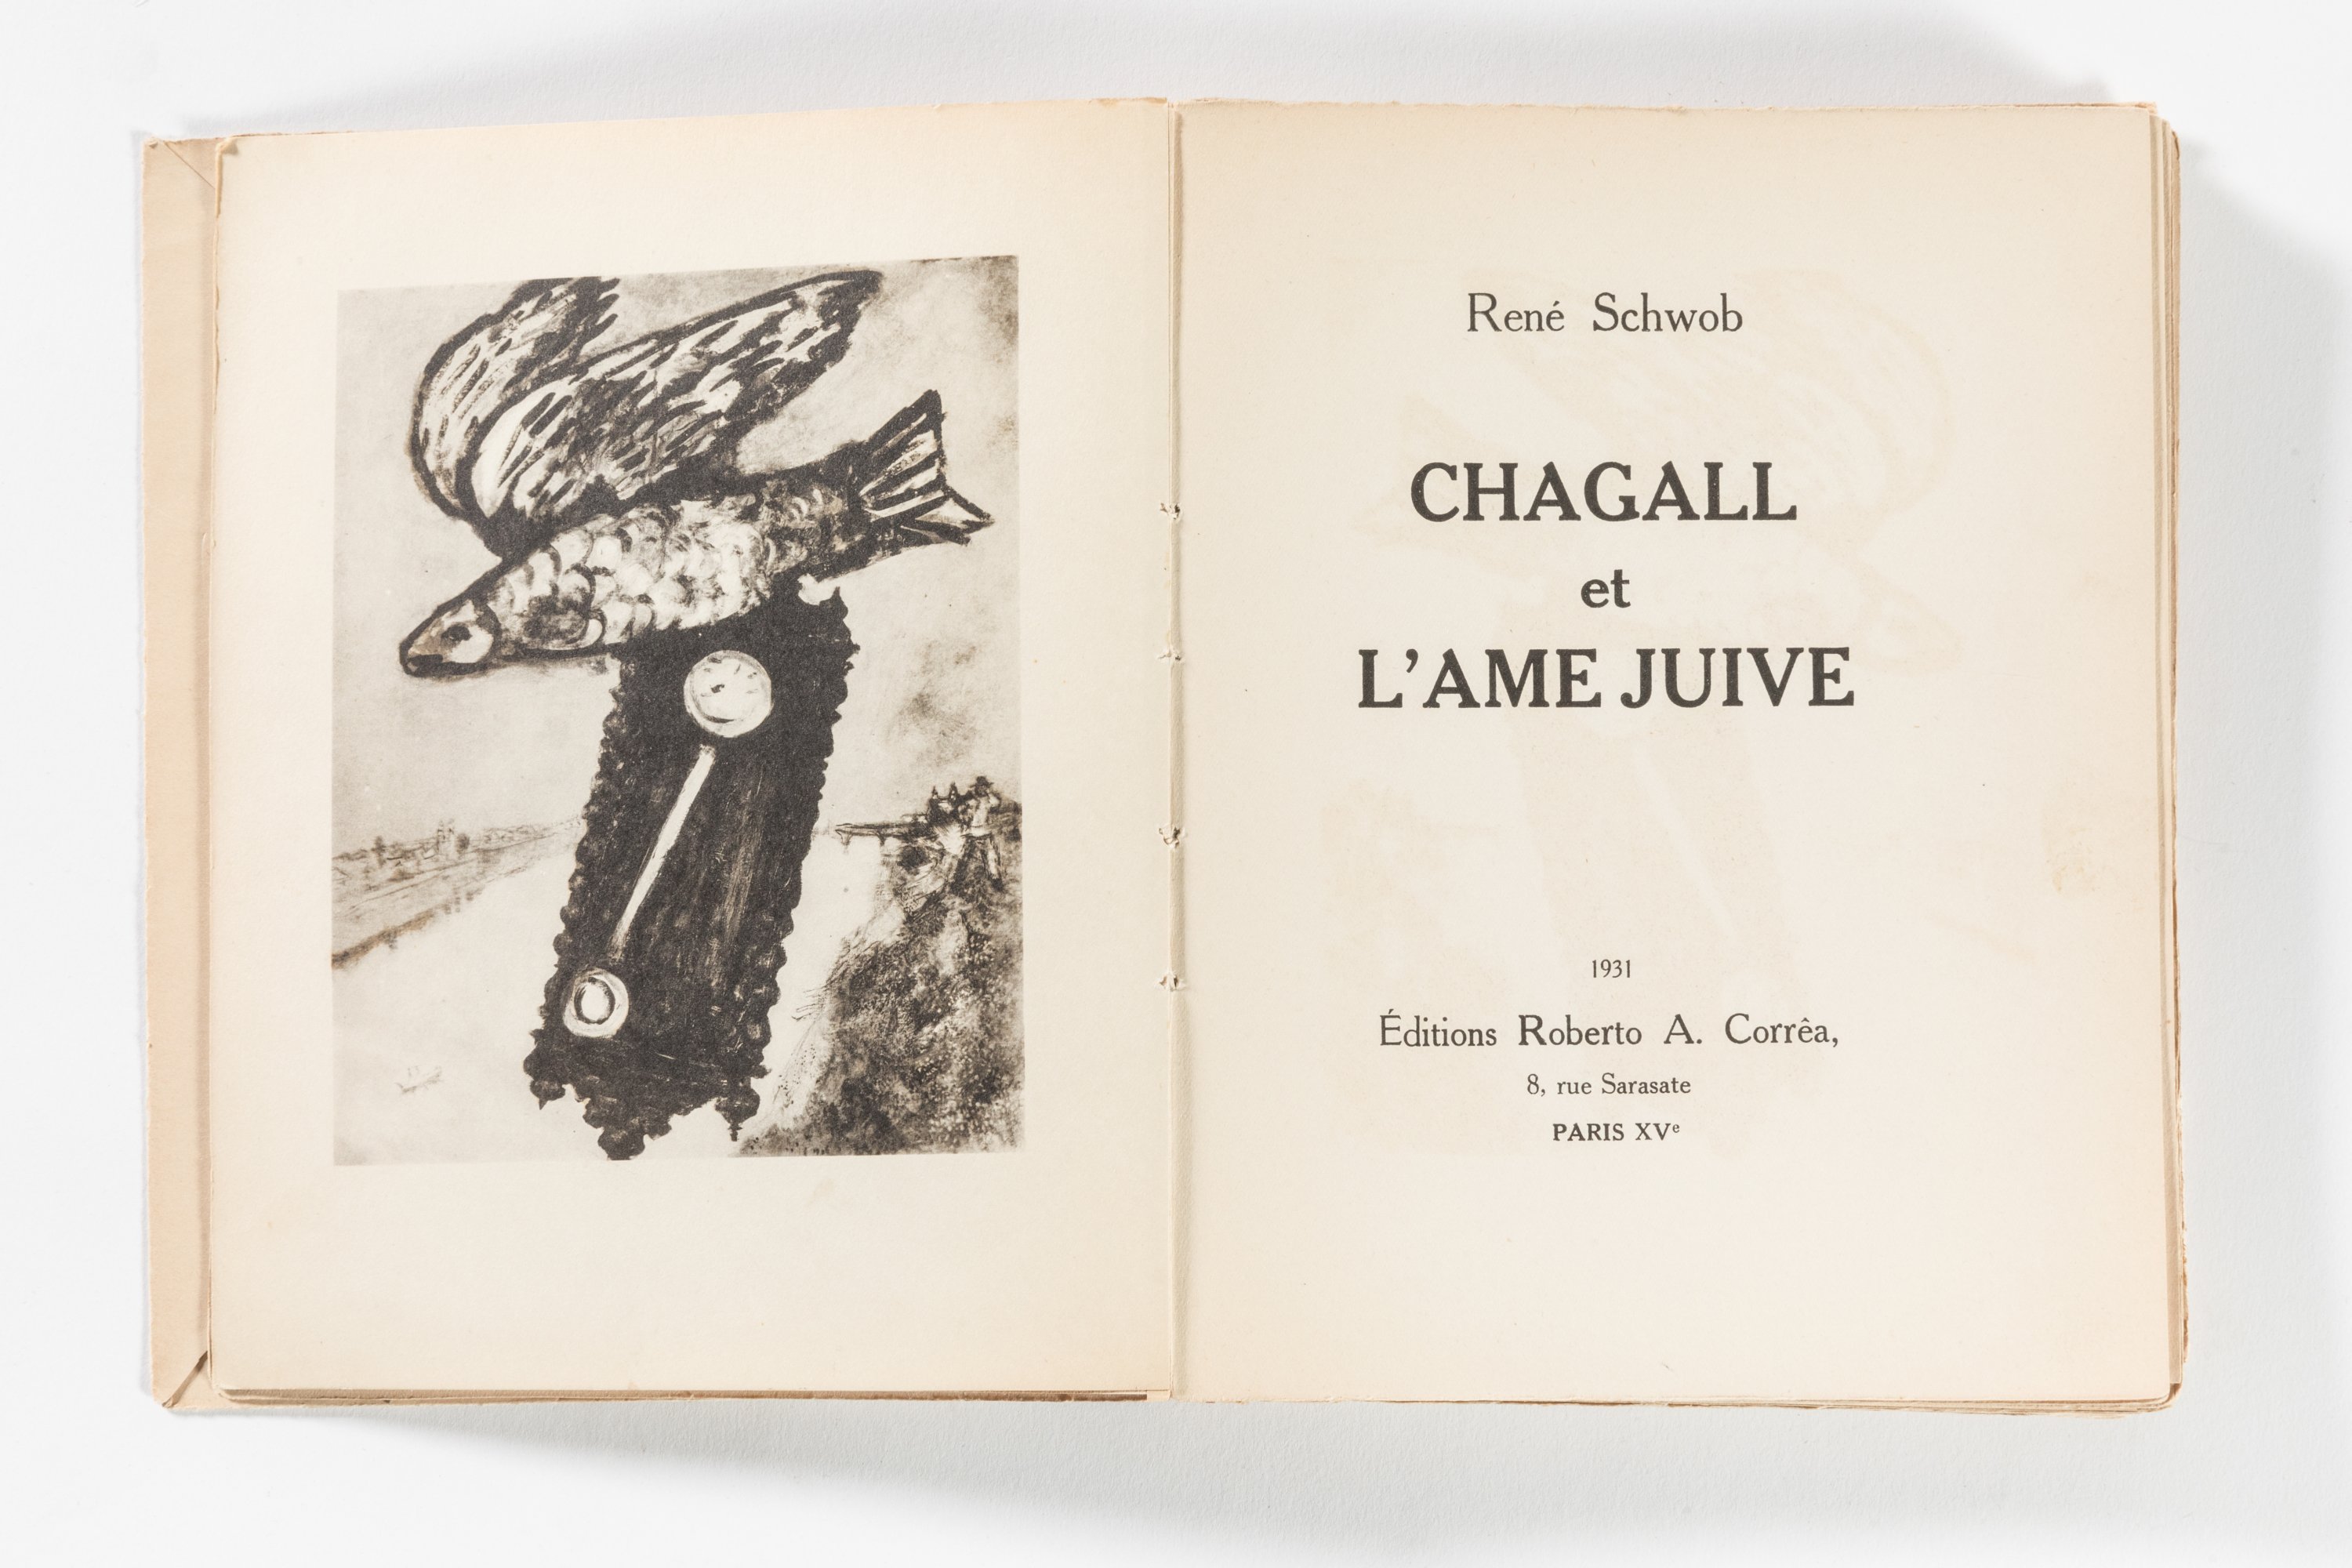 René Schwob
CHAGALL
et
L'AME JUIVE
1931
Éditions Roberto A. Corrêa,
8, rue Sarasate
PARIS XVᵉ